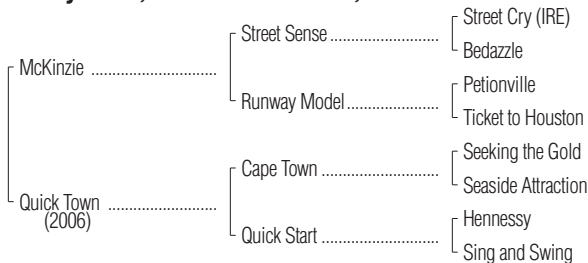 Street Cry (IRE)
Street Sense ..............................
Bedazzle
McKinzie ..................................
Petionville
Runway Model.........................
Ticket to Houston
Seeking the Gold
Cape Town ................................
Seaside Attraction
Quick Town ..............................
(2006)
Hennessy
Quick Start .................................
Sing and Swing